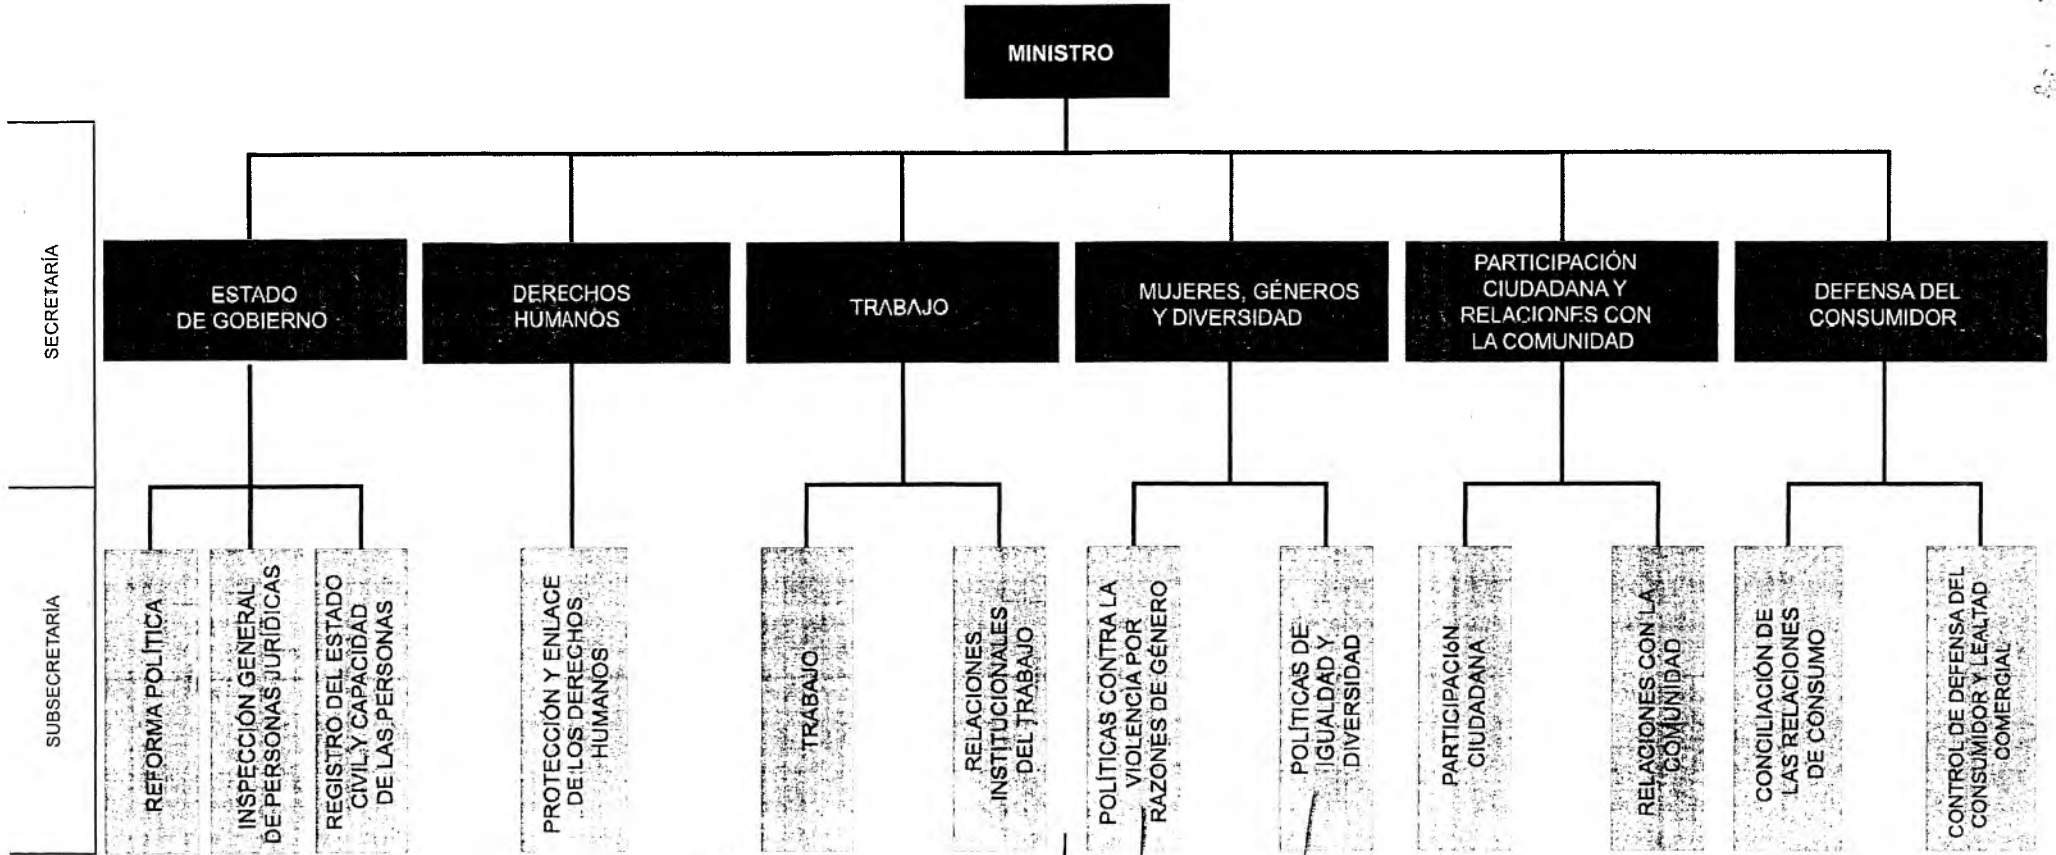 MINISTRO
SECRETARÍA
ESTADO
DE GOBIERNO
DERECHOS
HUMANOS
TRABAJO
MUJERES, GÉNEROS
Y DIVERSIDAD
PARTICIPACIÓN
CIUDADANA Y
RELACIONES CON
LA COMUNIDAD
DEFENSA DEL
CONSUMIDOR
SUBSECRETARÍA
REFORMA POLÍTICA
INSPECCIÓN GENERAL
DE PERSONAS JURÍDICAS
REGISTRO DEL ESTADO
CIVIL Y CAPACIDAD
DE LAS PERSONAS
PROTECCIÓN Y ENLACE
DE LOS DERECHOS
HUMANOS
TRABAJO
RELACIONES
INSTITUCIONALES
DEL TRABAJO
POLÍTICAS CONTRA LA
VIOLENCIA POR
RAZONES DE GÉNERO
POLÍTICAS DE
IGUALDAD Y
DIVERSIDAD
PARTICIPACIÓN
CIUDADANA
RELACIONES CON LA
COMUNIDAD
CONCILIACIÓN DE
LAS RELACIONES
DE CONSUMO
CONTROL DE DEFENSA DEL
CONSUMIDOR Y LEALTAD
COMERCIAL